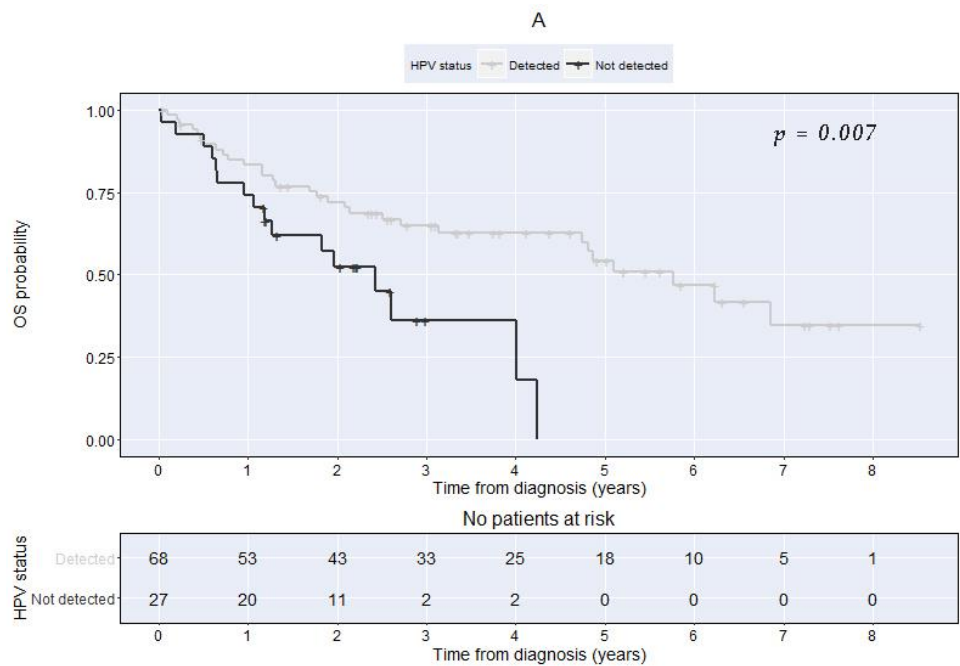 A
HPV status Detected Not detected
p = 0.007
OS probability
1.00
0.75
0.50
0.25
0.00
0 1 2 3 4 5 6 7 8
Time from diagnosis (years)
No patients at risk
HPV status
Detected 68 53 43 33 25 18 10 5 1
Not detected 27 20 11 2 2 0 0 0 0
0 1 2 3 4 5 6 7 8
Time from diagnosis (years)